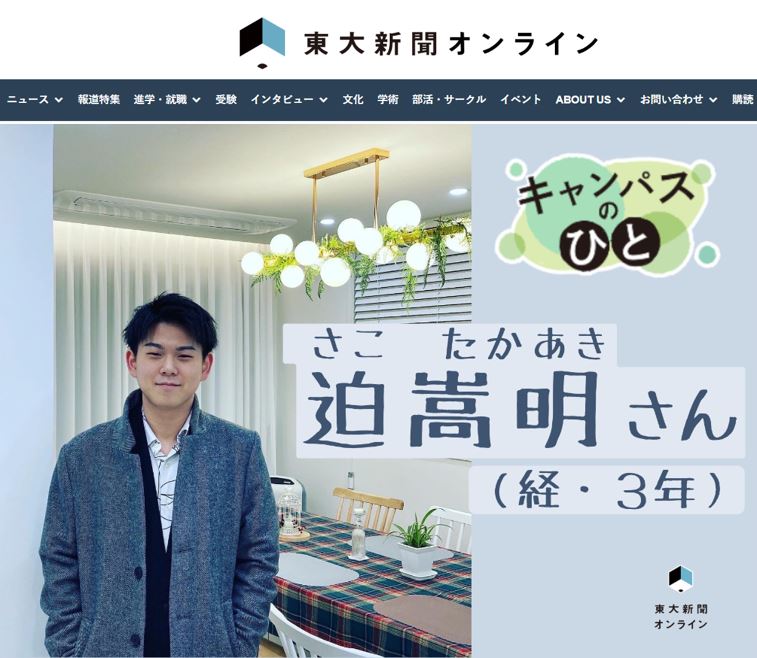 東大新聞オンライン
ニュース 報道特集 進学・就職 受験 インタビュー 文化 学術 部活・サークル イベント ABOUT US お問い合わせ 購読
キャンパス
の
ひと
さこ たかあき
迫嵩明さん
(経・3年)
東大新聞
オンライン